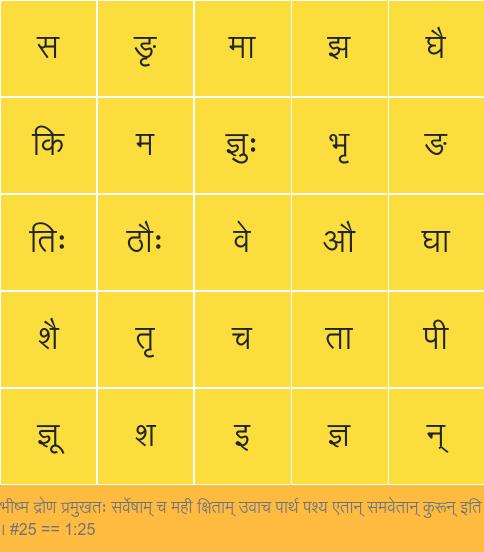 स ङृ मा झ घै
कि म ज्ञुः भृ ङ
तिः ठौः वे औ घा
शै तृ च ता पी
ज्ञू श इ ज्ञ न्
भीष्म द्रोण प्रमुखतः सर्वेषाम् च मही क्षिताम् उवाच पार्थ पश्य एतान् समवेतान् कुरून् इति
। #25 == 1:25